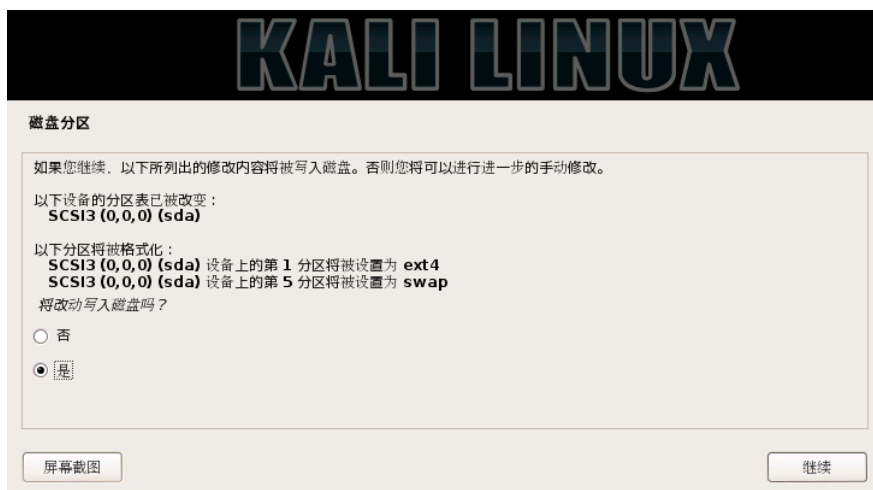 KALI LINUX
磁盘分区
如果您继续，以下所列出的修改内容将被写入磁盘。否则您将可以进行进一步的手动修改。
以下设备的分区表已被改变：
SCSI3 (0,0,0) (sda)
以下分区将被格式化：
SCSI3 (0,0,0) (sda) 设备上的第 1 分区将被设置为 ext4
SCSI3 (0,0,0) (sda) 设备上的第 5 分区将被设置为 swap
将改动写入磁盘吗？
否
是
屏幕截图
继续